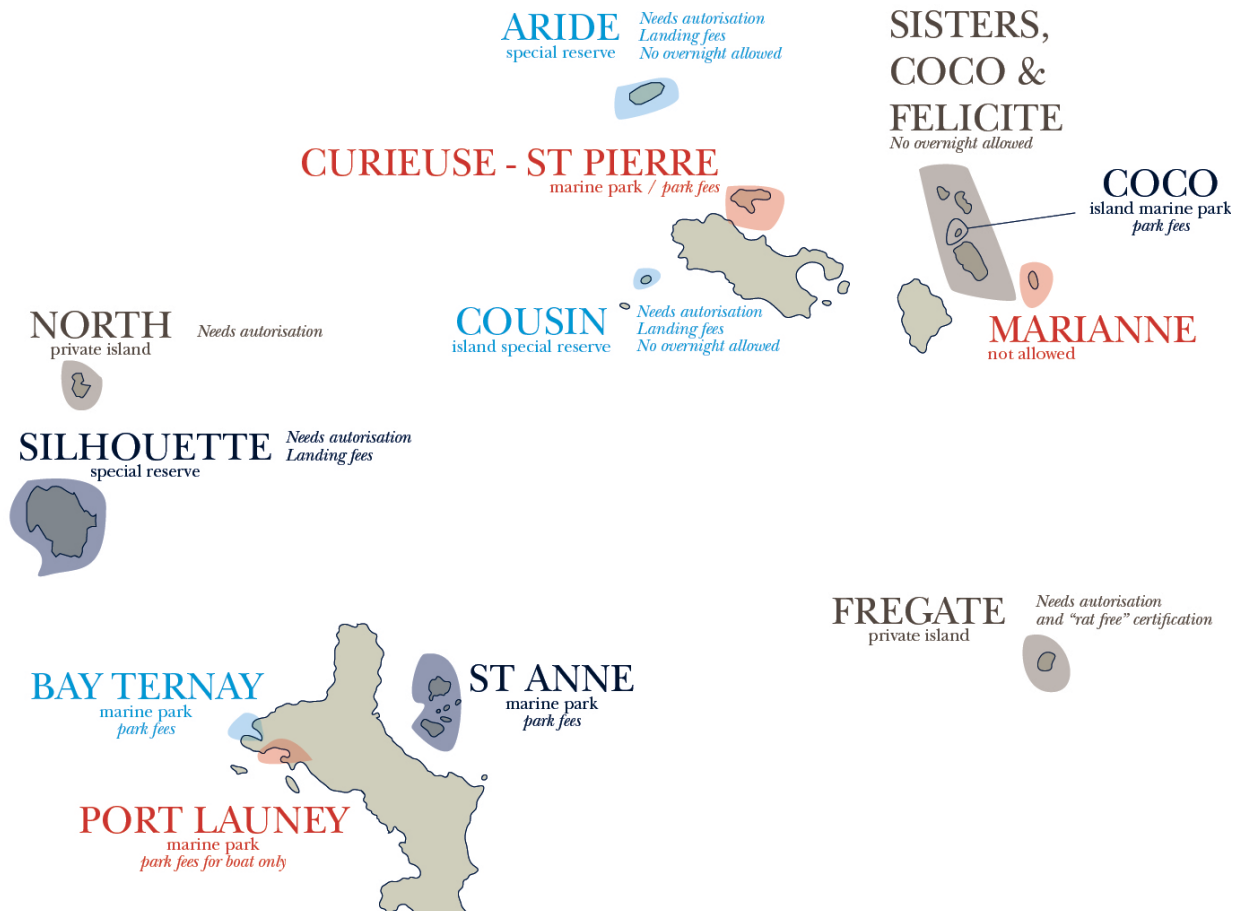 ARIDE
special reserve
Needs autorisation
Landing fees
No overnight allowed
SISTERS,
COCO &
FELICITE
No overnight allowed
CURIEUSE - ST PIERRE
marine park / park fees
COCO
island marine park
park fees
NORTH
private island
Needs autorisation
COUSIN
island special reserve
Needs autorisation
Landing fees
No overnight allowed
MARIANNE
not allowed
SILHOUETTE
special reserve
Needs autorisation
Landing fees
FREGATE
private island
Needs autorisation
and “rat free” certification
BAY TERNAY
marine park
park fees
ST ANNE
marine park
park fees
PORT LAUNEY
marine park
park fees for boat only